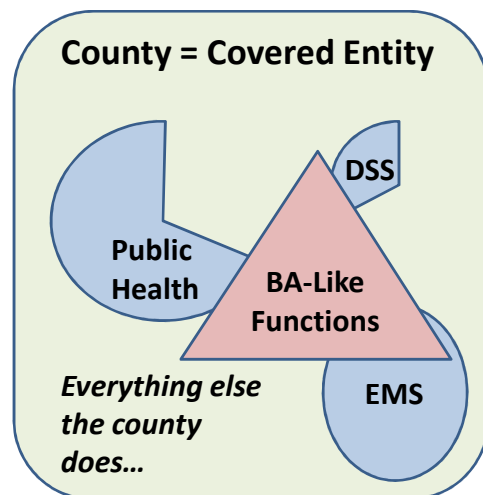 County = Covered Entity
DSS
Public
Health
BA-Like
Functions
Everything else
the county
does…
EMS